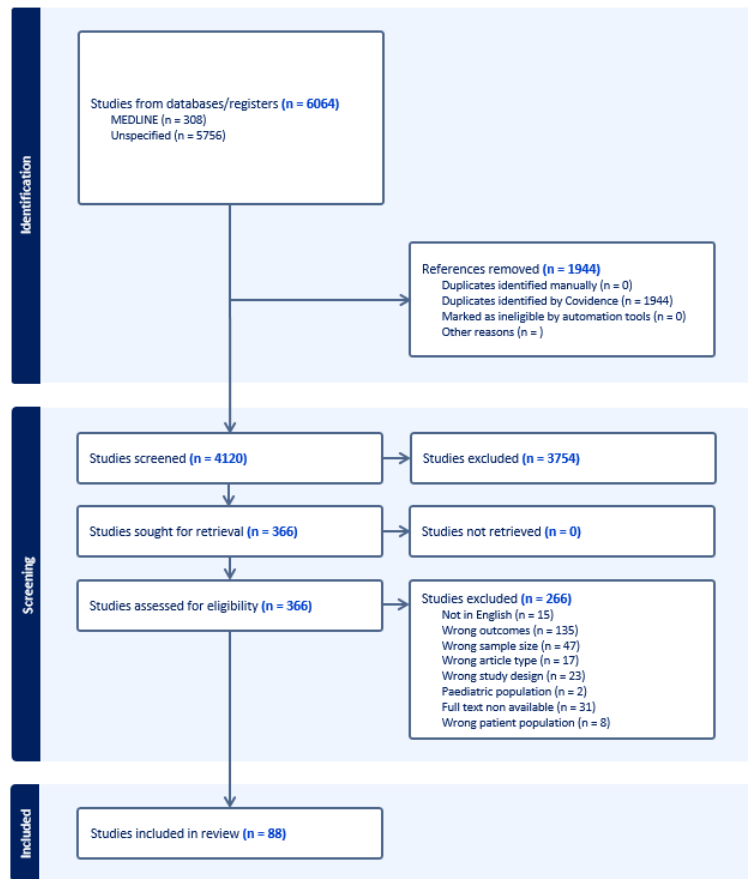 Identification
Studies from databases/registers (n = 6064)
MEDLINE (n = 308)
Unspecified (n = 5756)
References removed (n = 1944)
Duplicates identified manually (n = 0)
Duplicates identified by Covidence (n = 1944)
Marked as ineligible by automation tools (n = 0)
Other reasons (n = )
Screening
Studies screened (n = 4120)
Studies excluded (n = 3754)
Studies sought for retrieval (n = 366)
Studies not retrieved (n = 0)
Studies assessed for eligibility (n = 366)
Studies excluded (n = 266)
Not in English (n = 15)
Wrong outcomes (n = 135)
Wrong sample size (n = 47)
Wrong article type (n = 17)
Wrong study design (n = 23)
Paediatric population (n = 2)
Full text non available (n = 31)
Wrong patient population (n = 8)
Included
Studies included in review (n = 88)